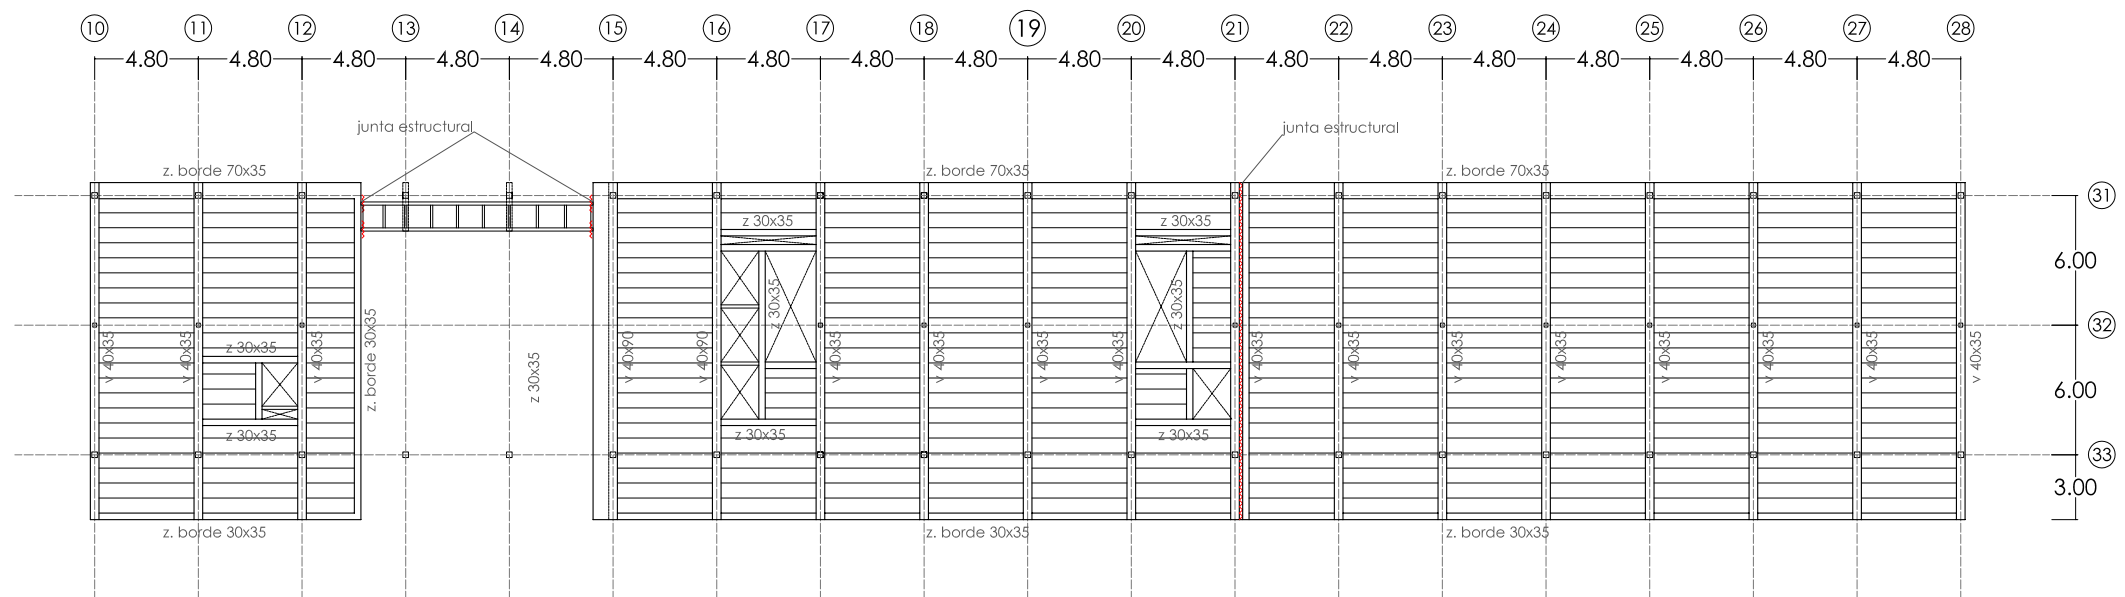 10 11 12 13 14 15 16 17 18 19 20 21 22 23 24 25 26 27 28
4.80 4.80 4.80 4.80 4.80 4.80 4.80 4.80 4.80 4.80 4.80 4.80 4.80 4.80 4.80 4.80 4.80 4.80
junta estructural junta estructural
z. borde 70x35 z. borde 70x35 z. borde 70x35
31
z 30x35 z 30x35
6.00
z 30x35 z 30x35
32
v 40x35 v 40x35 z 30x35 v 40x35 z. borde 30x35 z 30x35 v 40x90 v 40x90 v 40x35 v 40x35 v 40x35 v 40x35 v 40x35 v 40x35 v 40x35 v 40x35 v 40x35 v 40x35 v 40x35 v 40x35
6.00
z 30x35 z 30x35 z 30x35
33
3.00
z. borde 30x35 z. borde 30x35 z. borde 30x35